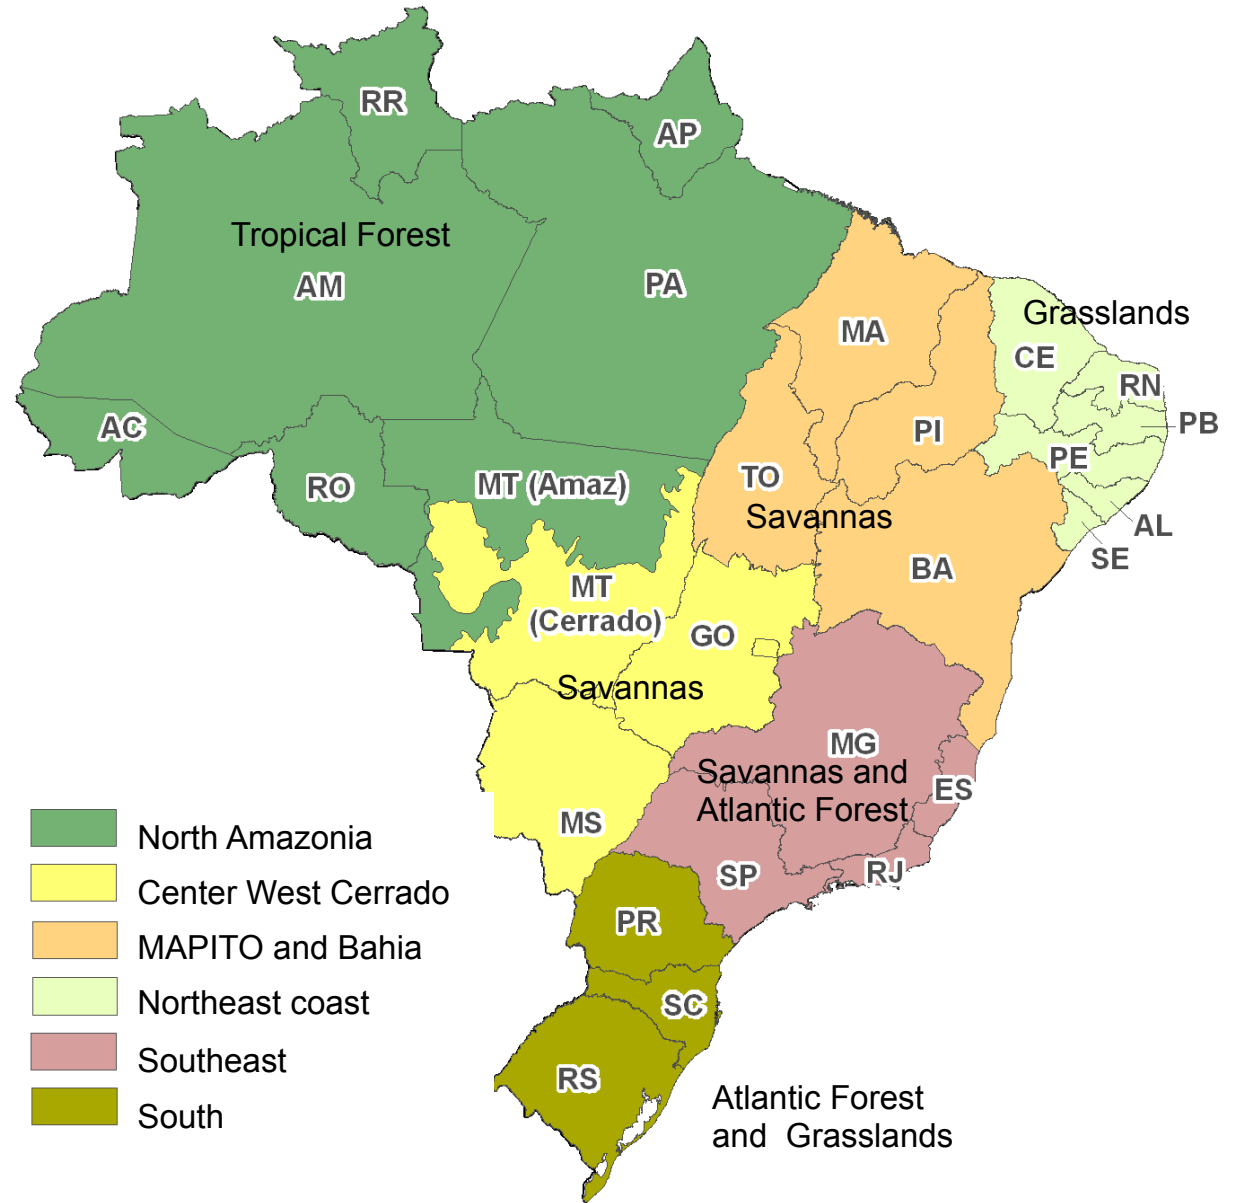 RR
AP
Tropical Forest
AM
PA
MA
Grasslands
CE
RN
PB
AC
PI
PE
RO
MT (Amaz)
TO
Savannas
AL
SE
BA
MT
(Cerrado)
GO
Savannas
MG
Savannas and
Atlantic Forest
ES
MS
SP
RJ
PR
SC
RS
Atlantic Forest
and  Grasslands
North Amazonia
Center West Cerrado
MAPITO and Bahia
Northeast coast
Southeast
South